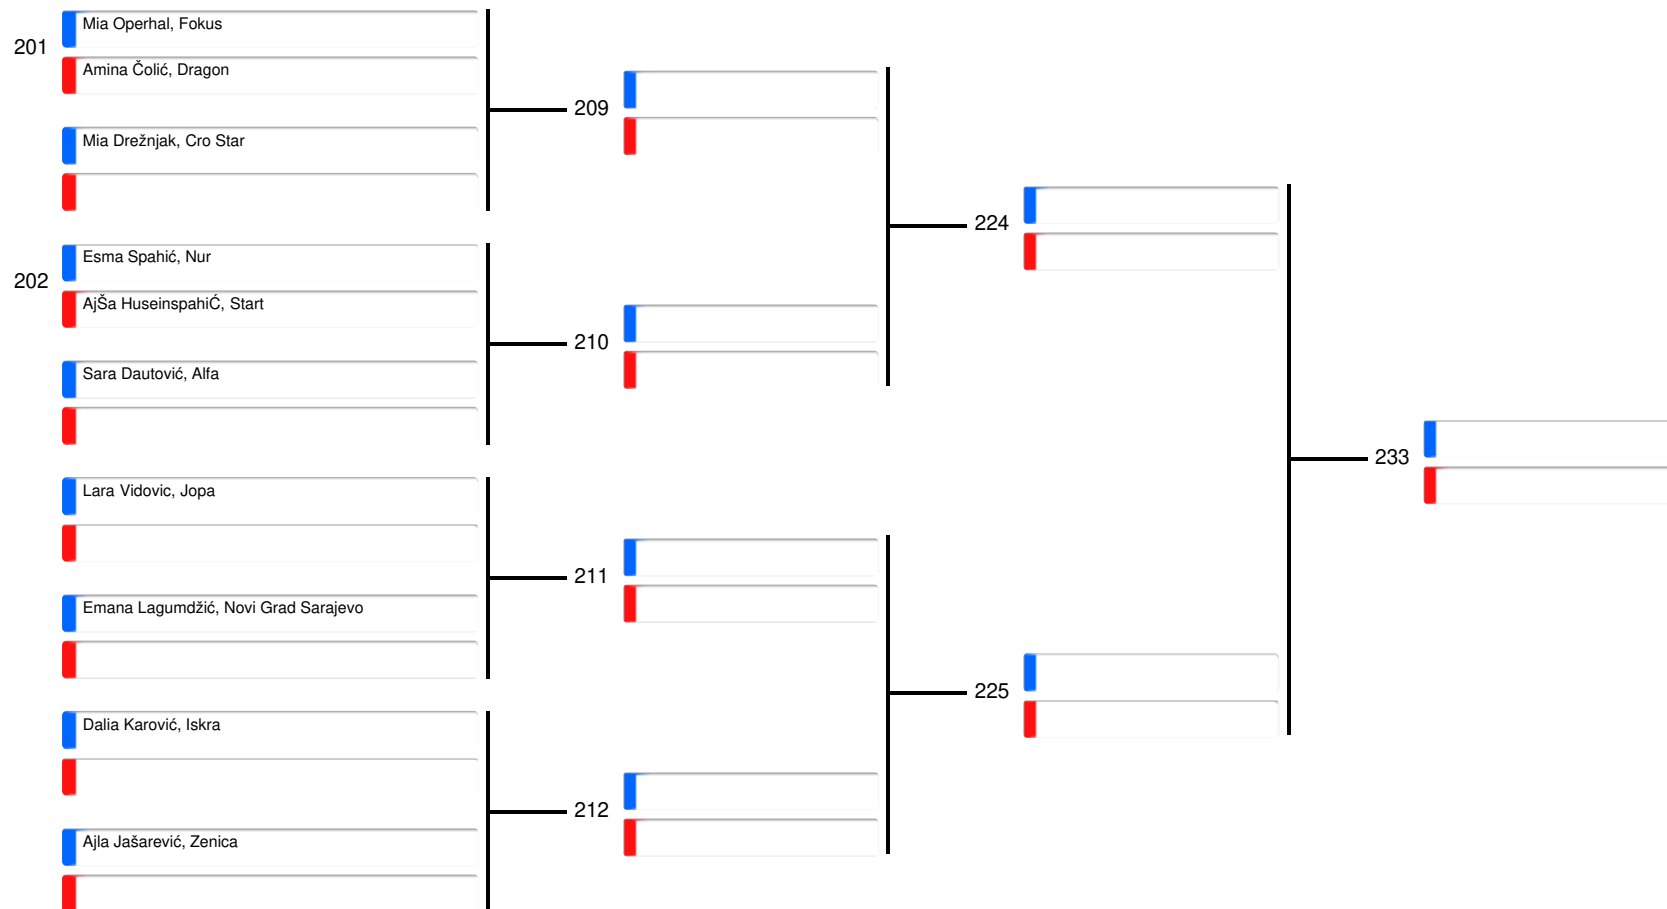 201
Mia Operhal, Fokus
Amina Čolić, Dragon
Mia Drežnjak, Cro Star
209
202
Esma Spahić, Nur
AjŠa HuseinspahiĆ, Start
Sara Dautović, Alfa
210
224
Lara Vidovic, Jopa
Emana Lagumdžić, Novi Grad Sarajevo
211
Dalia Karović, Iskra
Ajla Jašarević, Zenica
212
225
233